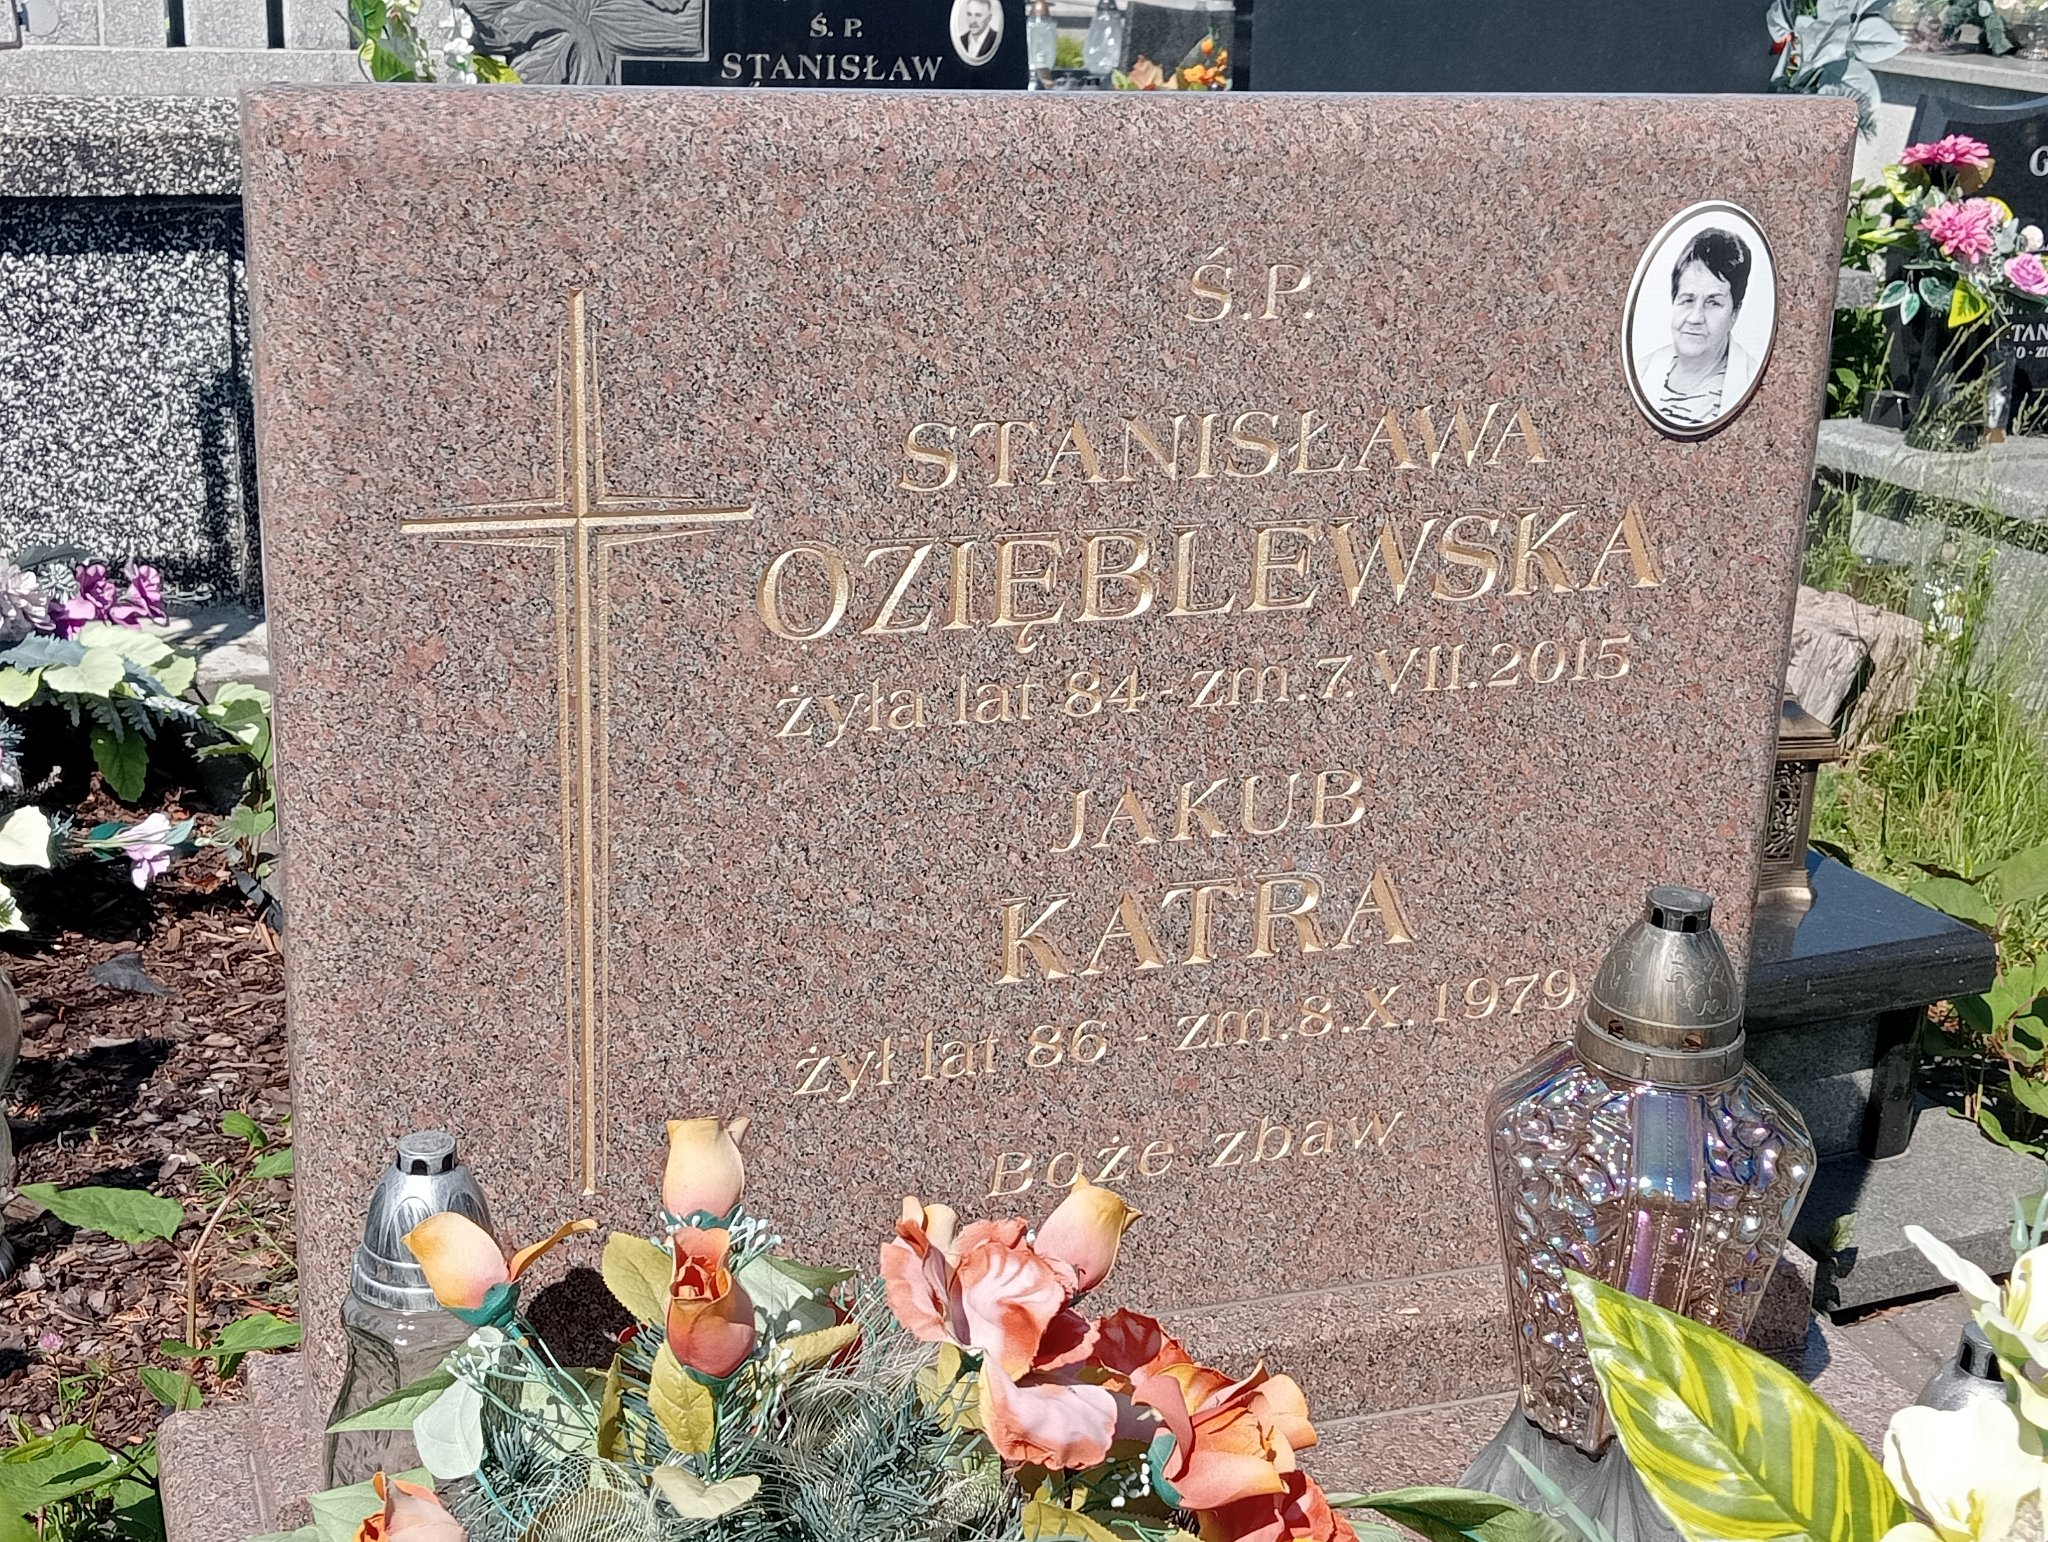 Ś. P.
STANISŁAW
Ś.P.
STANISŁAWA
OZIĘBLEWSKA
żyła lat 84 - zm. 7. VII. 2015
JAKUB
KATRA
żył lat 86 - zm. 8. X. 1979
Boże zbaw